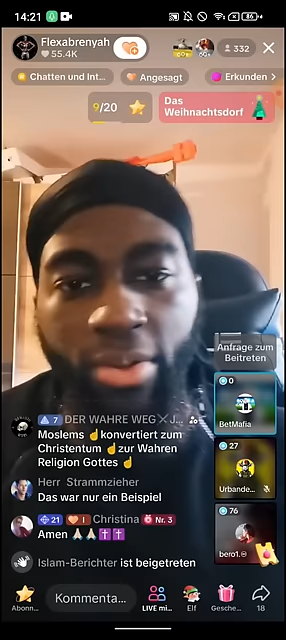 14:21
86
Flexabrenyah
55.4K
332
Chatten und Int...
Angesagt
Erkunden >
9/20
Das
Weihnachtsdorf
Anfrage zum
Beitreten
0
BetMafia
27
Urbande...
76
bero1.
7 DER WAHRE WEG X J...
Moslems ☝konvertiert zum
Christentum ☝zur Wahren
Religion Gottes ☝
Herr Strammzieher
Das war nur ein Beispiel
21 I Christina Nr. 3
Amen 🙏🏻🙏🏻✝️✝️
Islam-Berichter ist beigetreten
Abonn...
Kommenta...
LIVE mi...
Elf
Gesche...
18